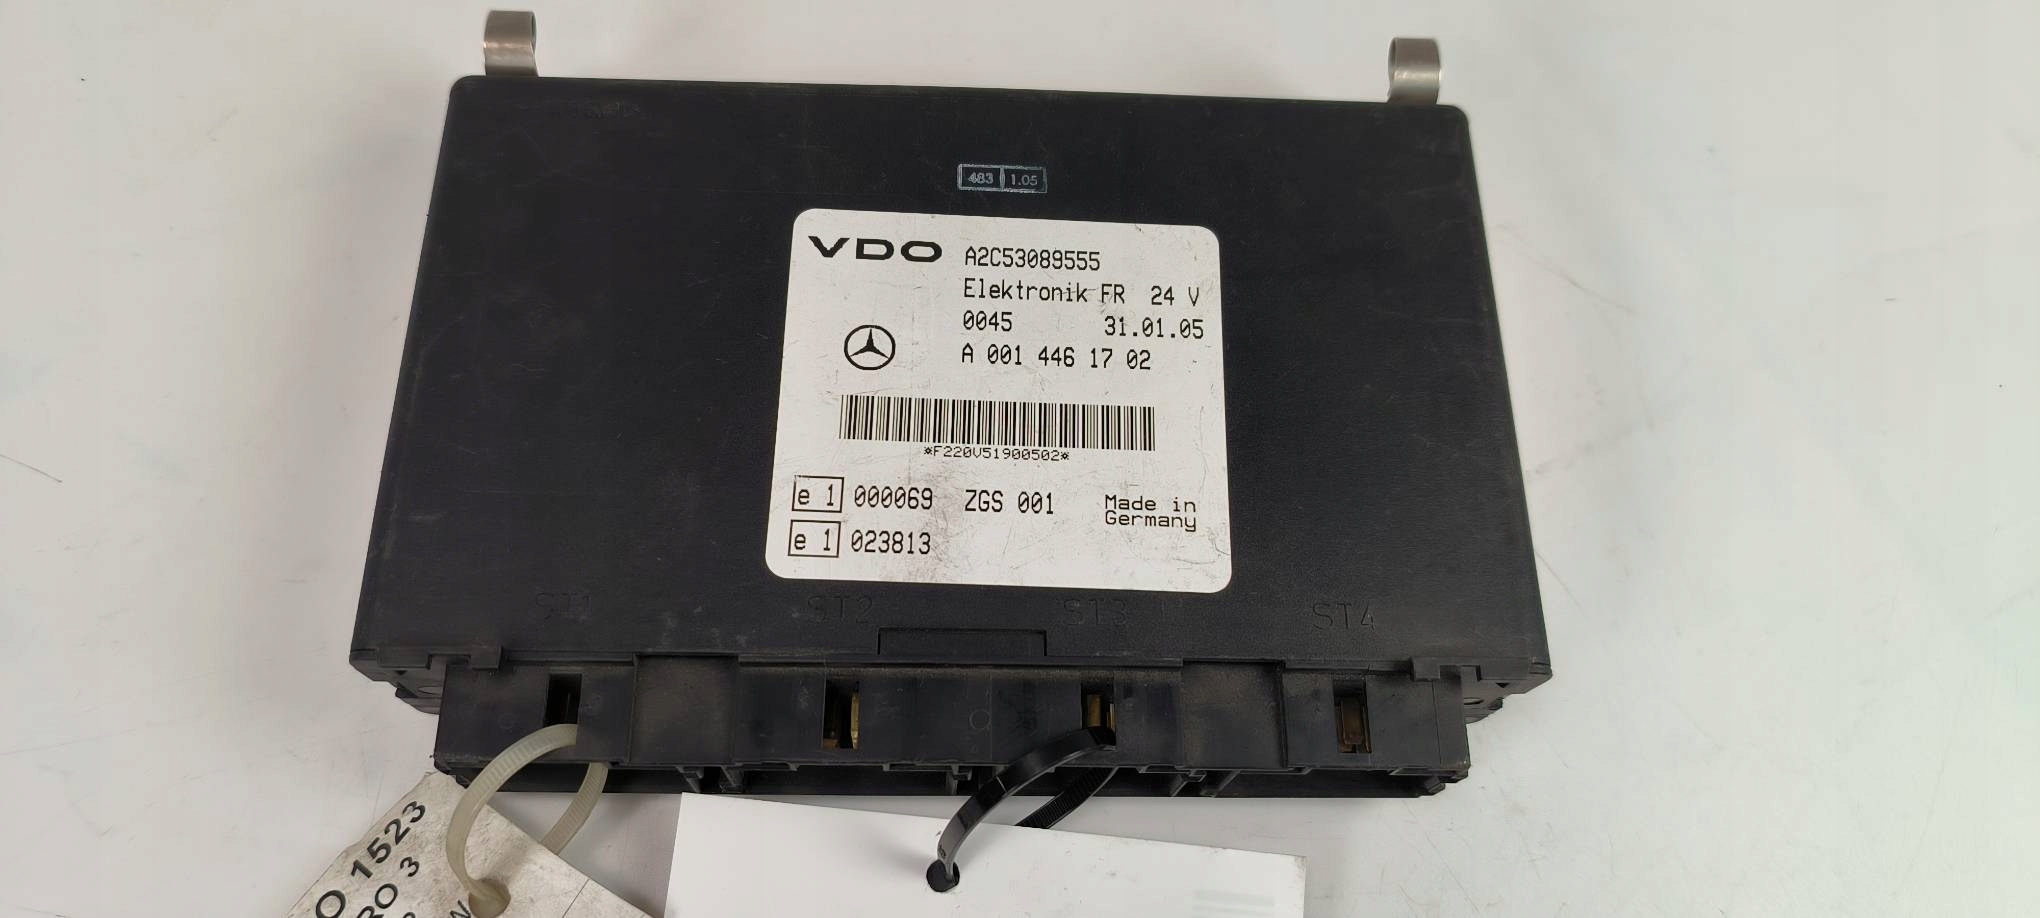 483 1.05
VDO A2C53089555
Elektronik FR 24 V
0045 31.01.05
A 001 446 17 02
*F220V51900502*
e 1 000069 ZGS 001 Made in Germany
e 1 023813
ST1 ST2 ST3 ST4
O 1523
RO 3